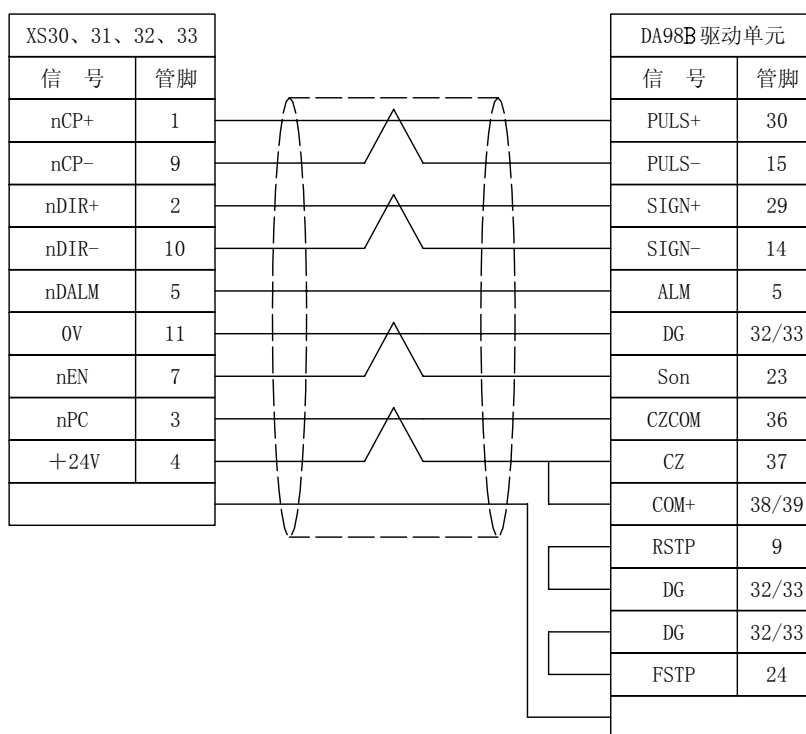 XS30、31、32、33
信 号 管脚
nCP+ 1
nCP- 9
nDIR+ 2
nDIR- 10
nDALM 5
0V 11
nEN 7
nPC 3
+24V 4
DA98B驱动单元
信 号 管脚
PULS+ 30
PULS- 15
SIGN+ 29
SIGN- 14
ALM 5
DG 32/33
Son 23
CZCOM 36
CZ 37
COM+ 38/39
RSTP 9
DG 32/33
DG 32/33
FSTP 24